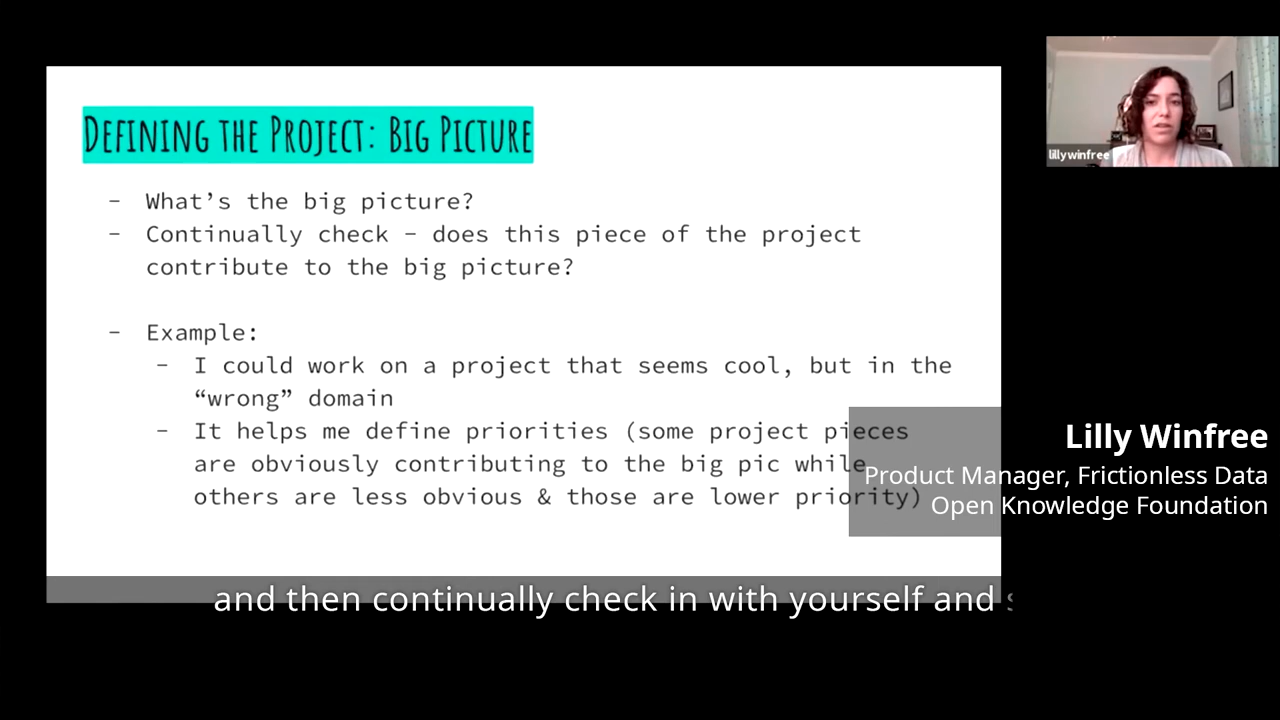 Defining the Project: Big Picture
- What’s the big picture?
- Continually check - does this piece of the project
contribute to the big picture?
- Example:
- I could work on a project that seems cool, but in the
“wrong” domain
- It helps me define priorities (some project pieces
are obviously contributing to the big pic while
others are less obvious & those are lower priority)
lillywinfree
Lilly Winfree
Product Manager, Frictionless Data
Open Knowledge Foundation
and then continually check in with yourself and